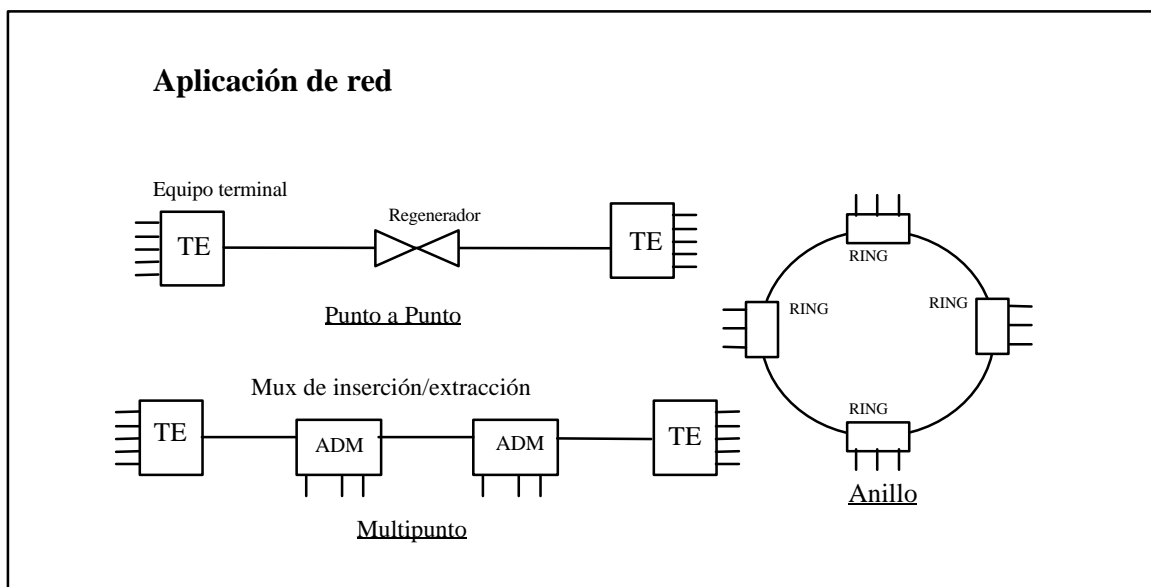 Aplicación de red
Equipo terminal
TE
Regenerador
TE
Punto a Punto
Mux de inserción/extracción
TE
ADM
ADM
TE
Multipunto
RING
RING
RING
RING
Anillo